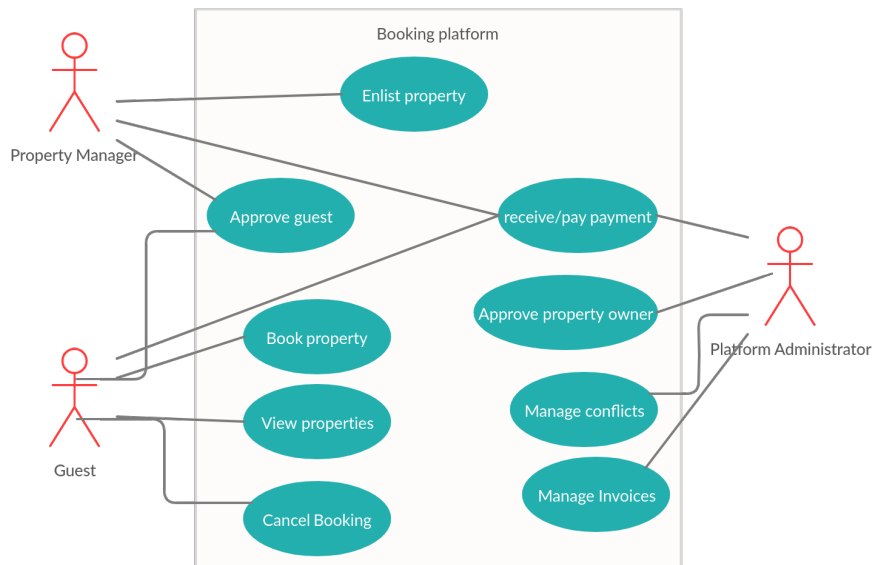 Booking platform
Enlist property
Property Manager
Approve guest
receive/pay payment
Approve property owner
Book property
Platform Administrator
Manage conflicts
View properties
Guest
Manage Invoices
Cancel Booking